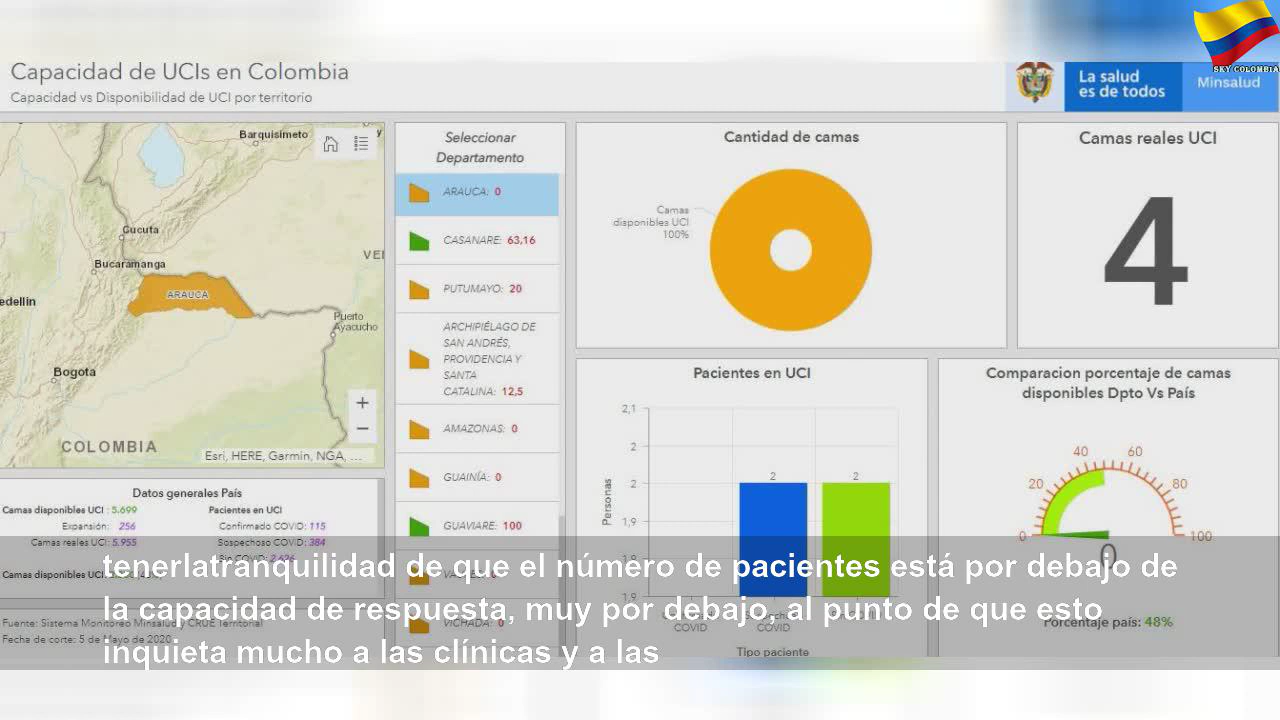 SKY COLOMBIA
Capacidad de UCIs en Colombia
Capacidad vs Disponibilidad de UCI por territorio
La salud
es de todos
Minsalud
Barquisimeto
Cucuta
Bucaramanga
VE
edellin
ARAUCA
Puerto
Ayacucho
Bogota
COLOMBIA
+
−
Esri, HERE, Garmin, NGA, ...
Seleccionar
Departamento
ARAUCA: 0
CASANARE: 63,16
PUTUMAYO: 20
ARCHIPIÉLAGO DE
SAN ANDRÉS,
PROVIDENCIA Y
SANTA
CATALINA: 12,5
AMAZONAS: 0
GUAINÍA: 0
GUAVIARE: 100
VICHADA: 0
Cantidad de camas
Camas
disponibles UCI
100%
Camas reales UCI
4
Datos generales País
Camas disponibles UCI : 5.699
Expansión: 256
Camas reales UCI: 5.955
Camas disponibles UCI:
Pacientes en UCI
Confirmado COVID: 115
Sospechoso COVID: 384
Fuente: Sistema Monitoreo Minsalud y CRUE Territorial
Fecha de corte: 5 de Mayo de 2020
Pacientes en UCI
2,1
2
2
1,9
1,9
Personas
2
2
COVID
COVID
Tipo paciente
Comparacion porcentaje de camas
disponibles Dpto Vs País
0
20
40
60
80
100
0
Porcentaje país: 48%
tenerlatranquilidad de que el número de pacientes está por debajo de
la capacidad de respuesta, muy por debajo, al punto de que esto
inquieta mucho a las clínicas y a las